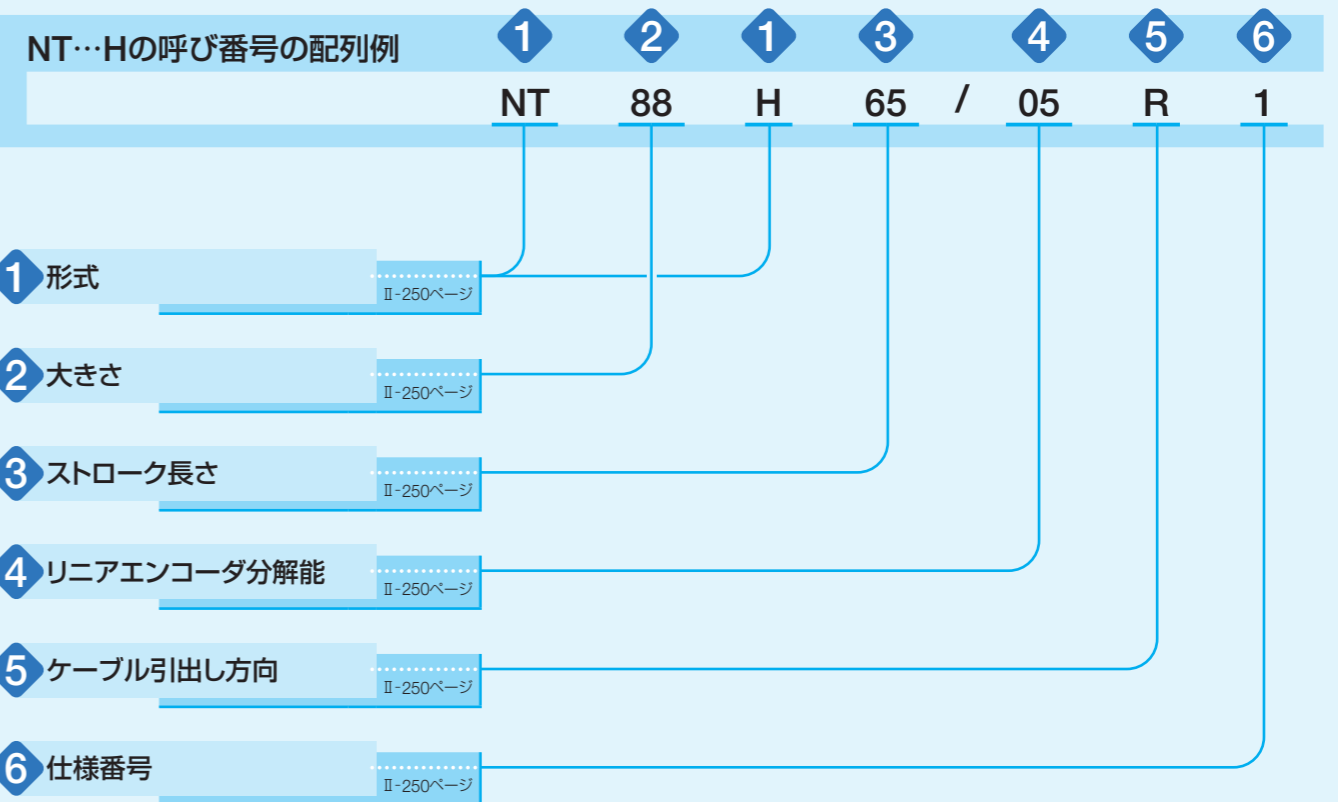 NT…Hの呼び番号の配列例 1 2 1 3 4 5 6
NT 88 H 65 / 05 R 1
1 形式
Ⅱ-250ページ
2 大きさ
Ⅱ-250ページ
3 ストローク長さ
Ⅱ-250ページ
4 リニアエンコーダ分解能
Ⅱ-250ページ
5 ケーブル引出し方向
Ⅱ-250ページ
6 仕様番号
Ⅱ-250ページ